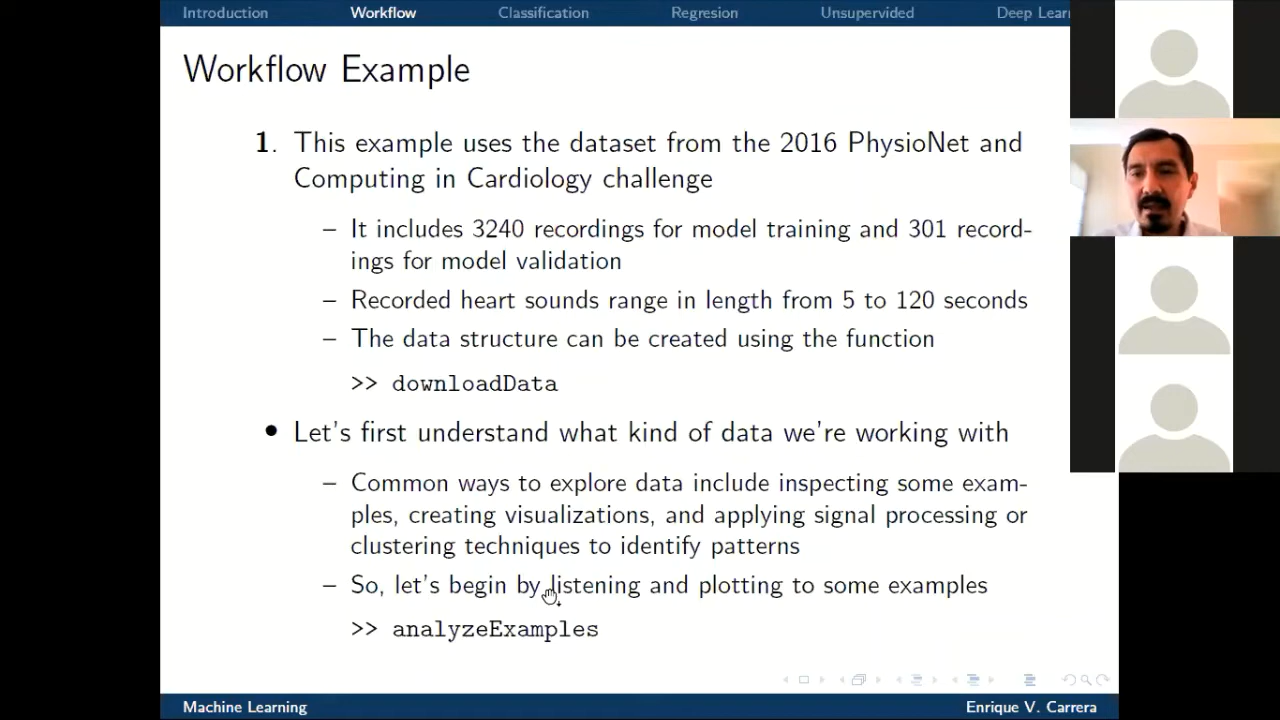 Introduction Workflow Classification Regresion Unsupervided Deep Lear
Workflow Example
1. This example uses the dataset from the 2016 PhysioNet and
Computing in Cardiology challenge
– It includes 3240 recordings for model training and 301 record-
ings for model validation
– Recorded heart sounds range in length from 5 to 120 seconds
– The data structure can be created using the function
>> downloadData
• Let's first understand what kind of data we're working with
– Common ways to explore data include inspecting some exam-
ples, creating visualizations, and applying signal processing or
clustering techniques to identify patterns
– So, let's begin by listening and plotting to some examples
>> analyzeExamples
Machine Learning Enrique V. Carrera